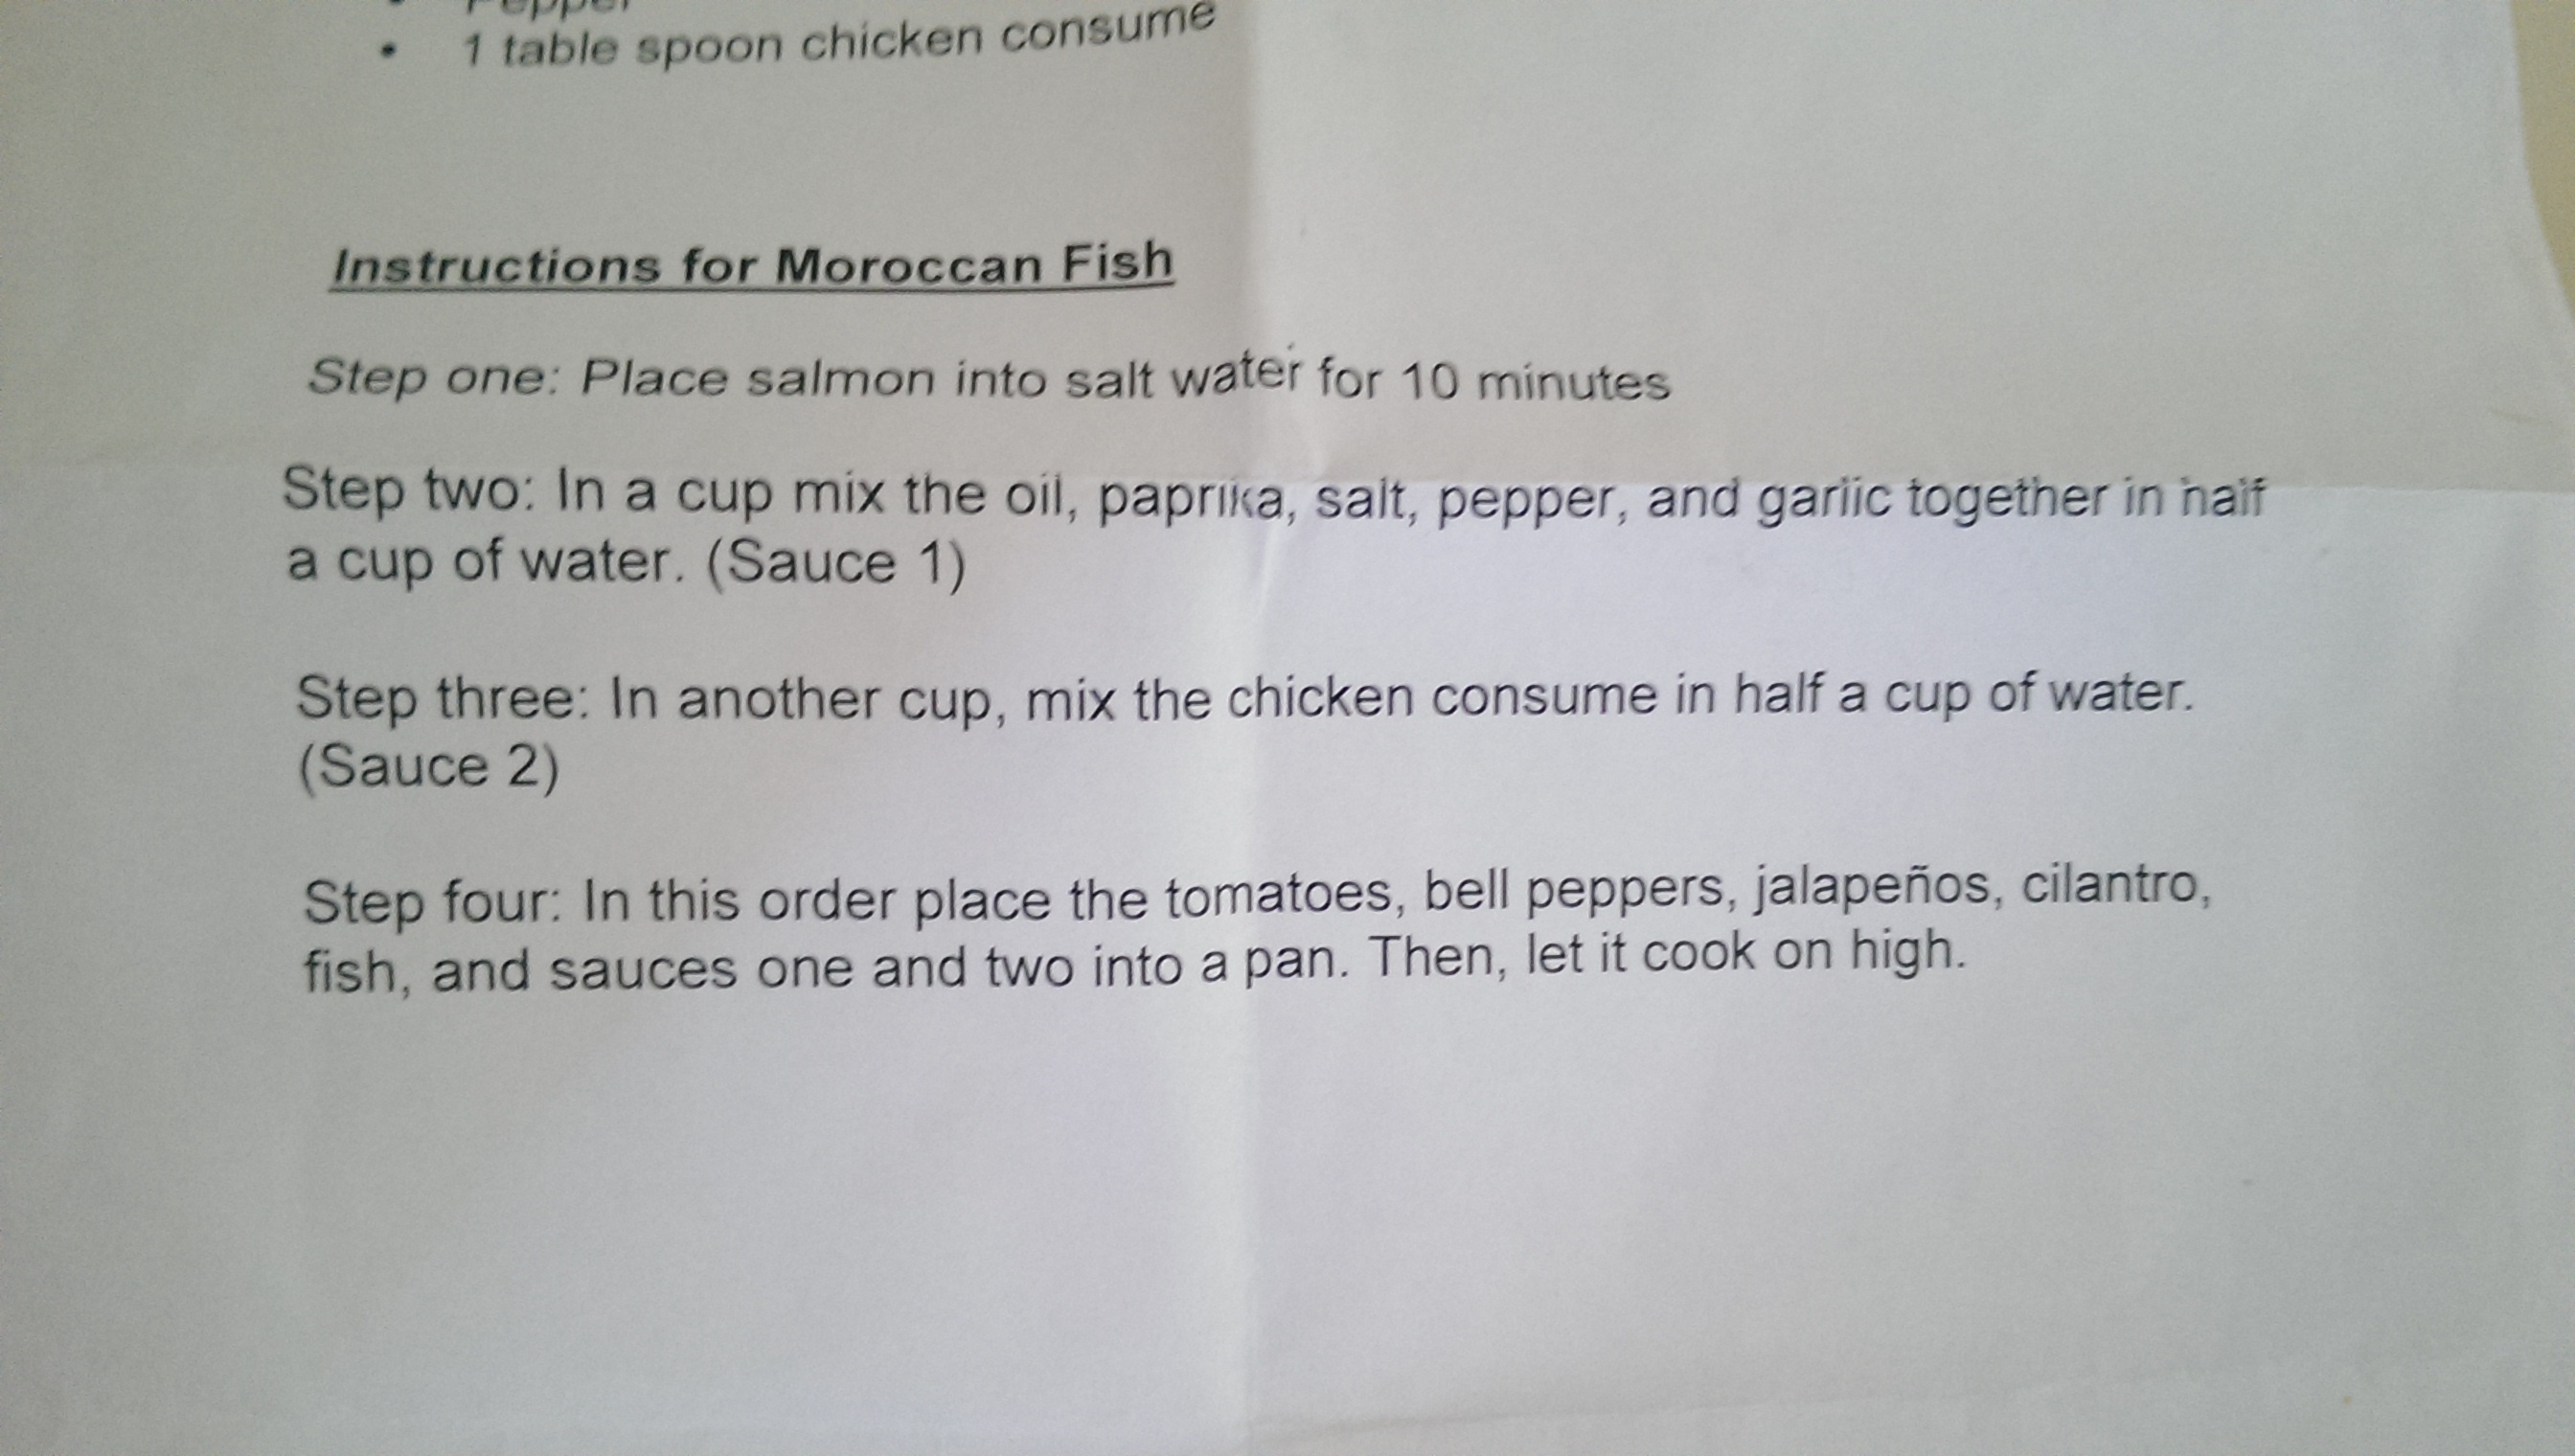 Pepper
• 1 table spoon chicken consume
Instructions for Moroccan Fish
Step one: Place salmon into salt water for 10 minutes
Step two: In a cup mix the oil, paprika, salt, pepper, and garlic together in half
a cup of water. (Sauce 1)
Step three: In another cup, mix the chicken consume in half a cup of water.
(Sauce 2)
Step four: In this order place the tomatoes, bell peppers, jalapeños, cilantro,
fish, and sauces one and two into a pan. Then, let it cook on high.